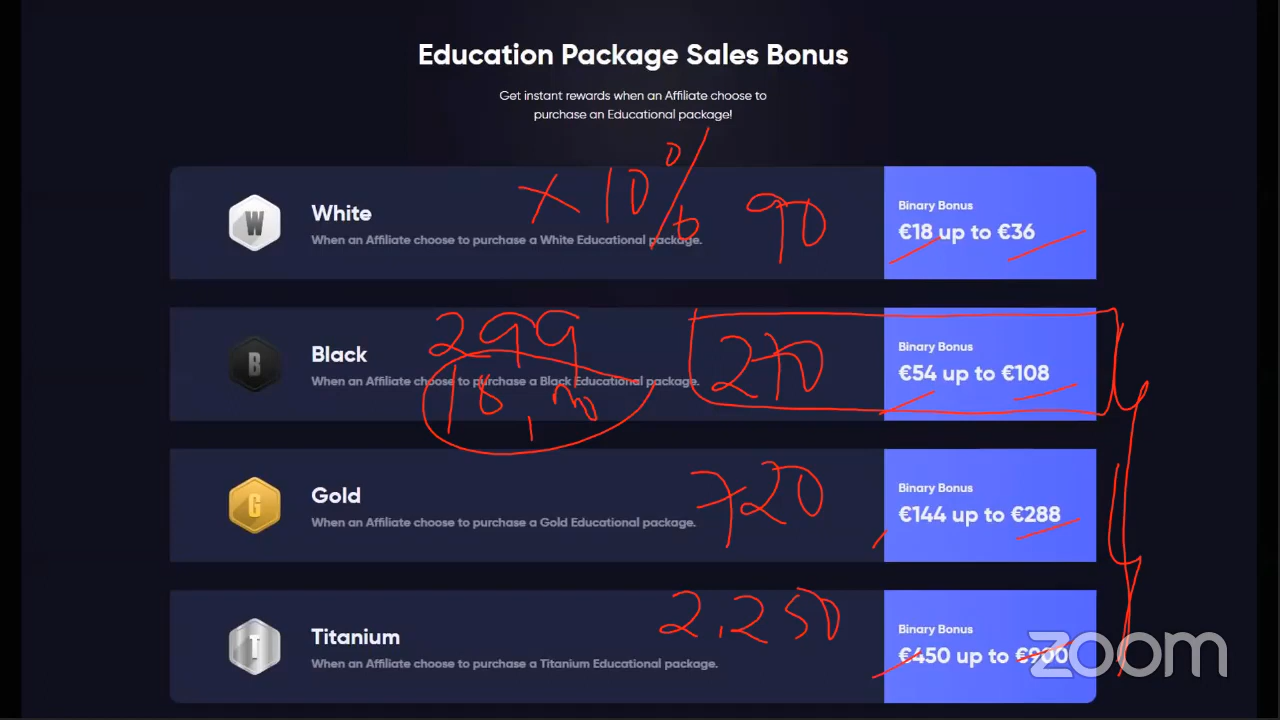 Education Package Sales Bonus
Get instant rewards when an Affiliate choose to
purchase an Educational package!
x 10% 90
W
White
When an Affiliate choose to purchase a White Educational package.
Binary Bonus
€18 up to €36
299
270
B
Black
When an Affiliate choose to purchase a Black Educational package.
Binary Bonus
€54 up to €108
720
G
Gold
When an Affiliate choose to purchase a Gold Educational package.
Binary Bonus
€144 up to €288
2,250
T
Titanium
When an Affiliate choose to purchase a Titanium Educational package.
Binary Bonus
€450 up to €900
zoom